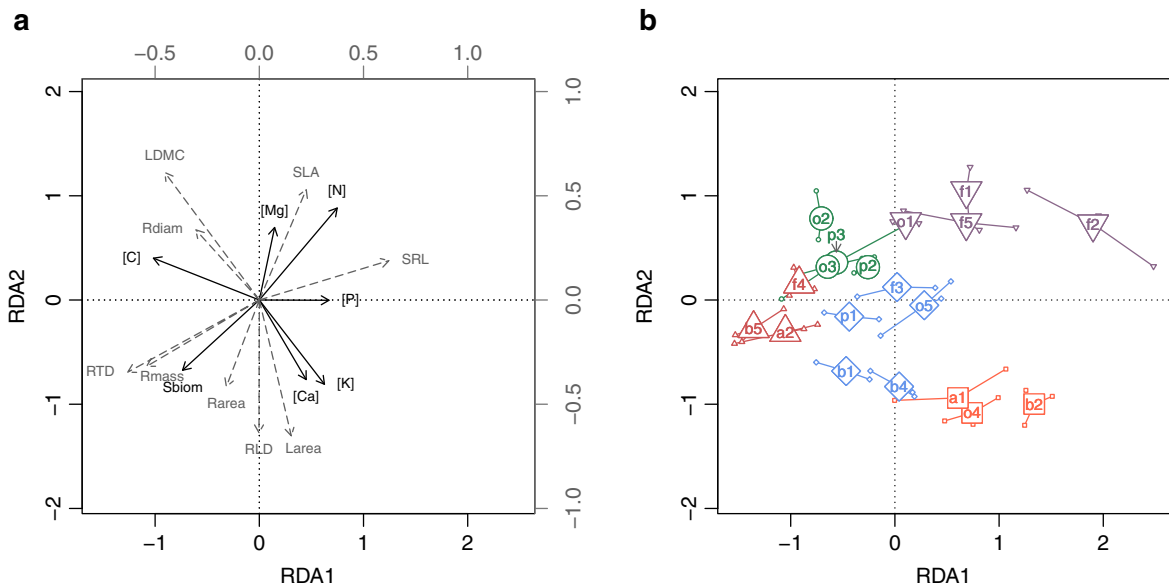 a
b
−0.5 0.0 0.5 1.0
2
1
0
−1
−2
RDA2
1.0
0.5
0.0
−0.5
−1.0
LDMC
SLA
[N]
[Mg]
Rdiam
[C]
SRL
[P]
RTD
Rmass
Sbiom
Rarea
[Ca]
[K]
RLD
Larea
−1 0 1 2
RDA1
2
1
0
−1
−2
RDA2
f1
o2
o1
f5
f2
p3
o3
p2
f4
f3
o5
p1
b5
a2
b1
b4
a1
o4
b2
−1 0 1 2
RDA1